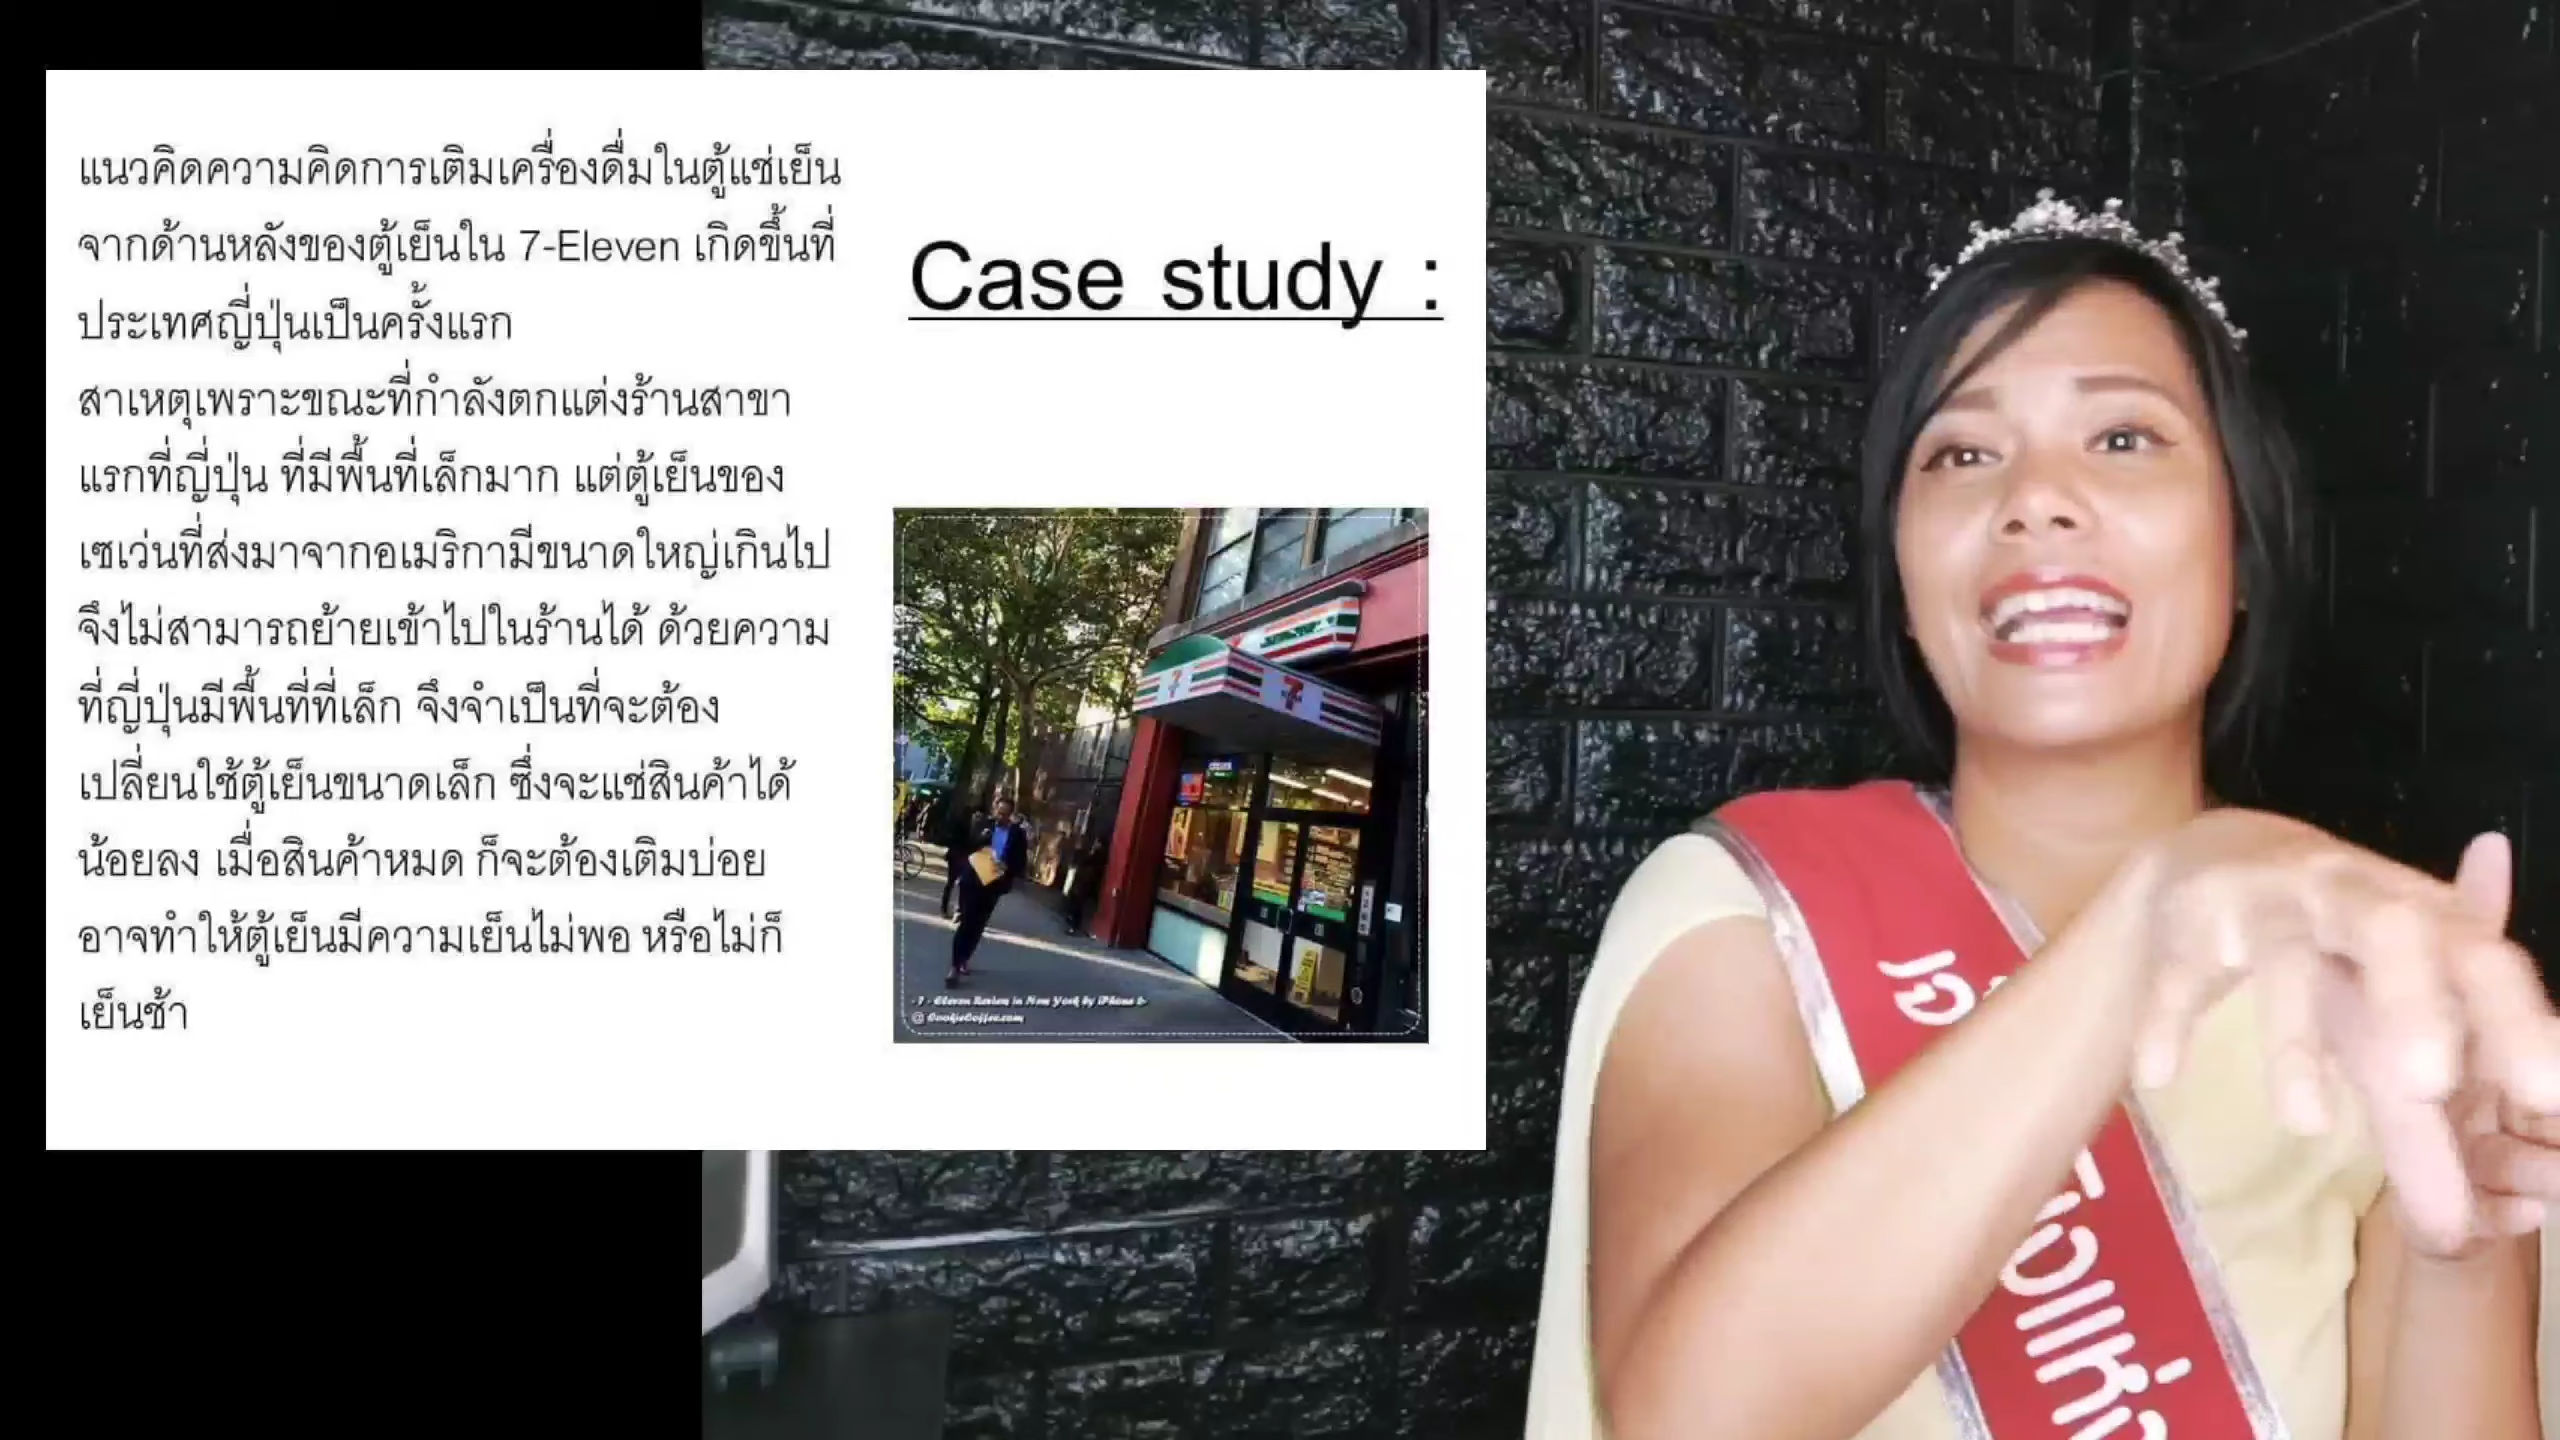 แนวคิดความคิดการเติมเครื่องดื่มในตู้แช่เย็น
จากด้านหลังของตู้เย็นใน 7-Eleven เกิดขึ้นที่
ประเทศญี่ปุ่นเป็นครั้งแรก
สาเหตุเพราะขณะที่กำลังตกแต่งร้านสาขา
แรกที่ญี่ปุ่น ที่มีพื้นที่เล็กมาก แต่ตู้เย็นของ
เซเว่นที่ส่งมาจากอเมริกามีขนาดใหญ่เกินไป
จึงไม่สามารถย้ายเข้าไปในร้านได้ ด้วยความ
ที่ญี่ปุ่นมีพื้นที่ที่เล็ก จึงจำเป็นที่จะต้อง
เปลี่ยนใช้ตู้เย็นขนาดเล็ก ซึ่งจะแช่สินค้าได้
น้อยลง เมื่อสินค้าหมด ก็จะต้องเติมบ่อย
อาจทำให้ตู้เย็นมีความเย็นไม่พอ หรือไม่ก็
เย็นช้า
Case study :
7
7
- 7 - Eleven Review in New York by iPhone 6-
@ CookieCoffee.com